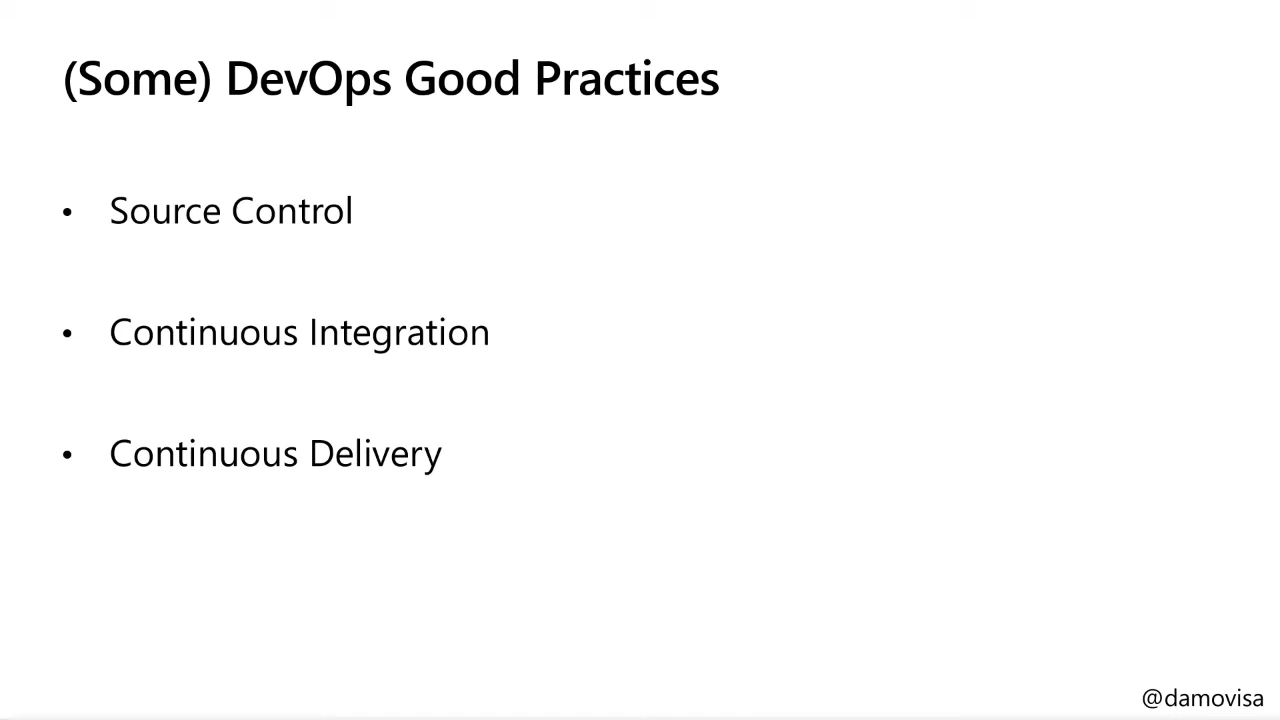 (Some) DevOps Good Practices
• Source Control
• Continuous Integration
• Continuous Delivery
@damovisa